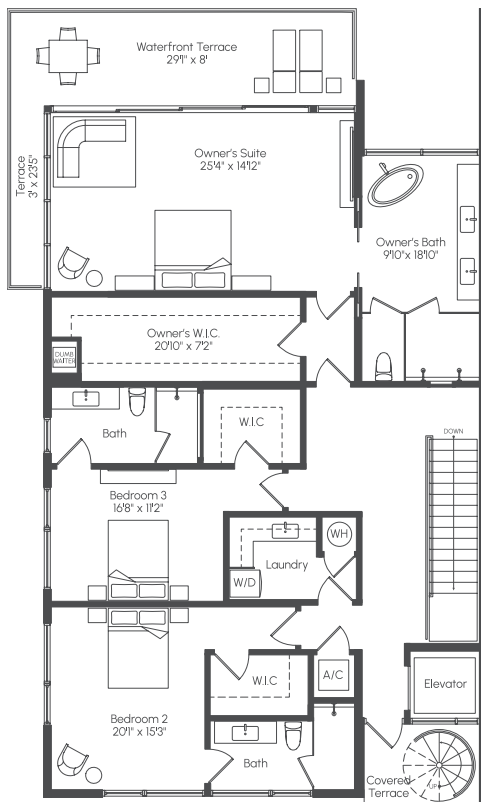 Waterfront Terrace
29'1" x 8'
Terrace
3' x 23'5"
Owner's Suite
25'4" x 14'12"
Owner's Bath
9'10"x 18'10"
Owner's W.I.C.
20'10" x 7'2"
DUMB
WAITER
Bath
W.I.C
DOWN
Bedroom 3
16'8" x 11'2"
WH
Laundry
W/D
W.I.C
A/C
Elevator
Bedroom 2
20'1" x 15'3"
Bath
Covered
Terrace
UP